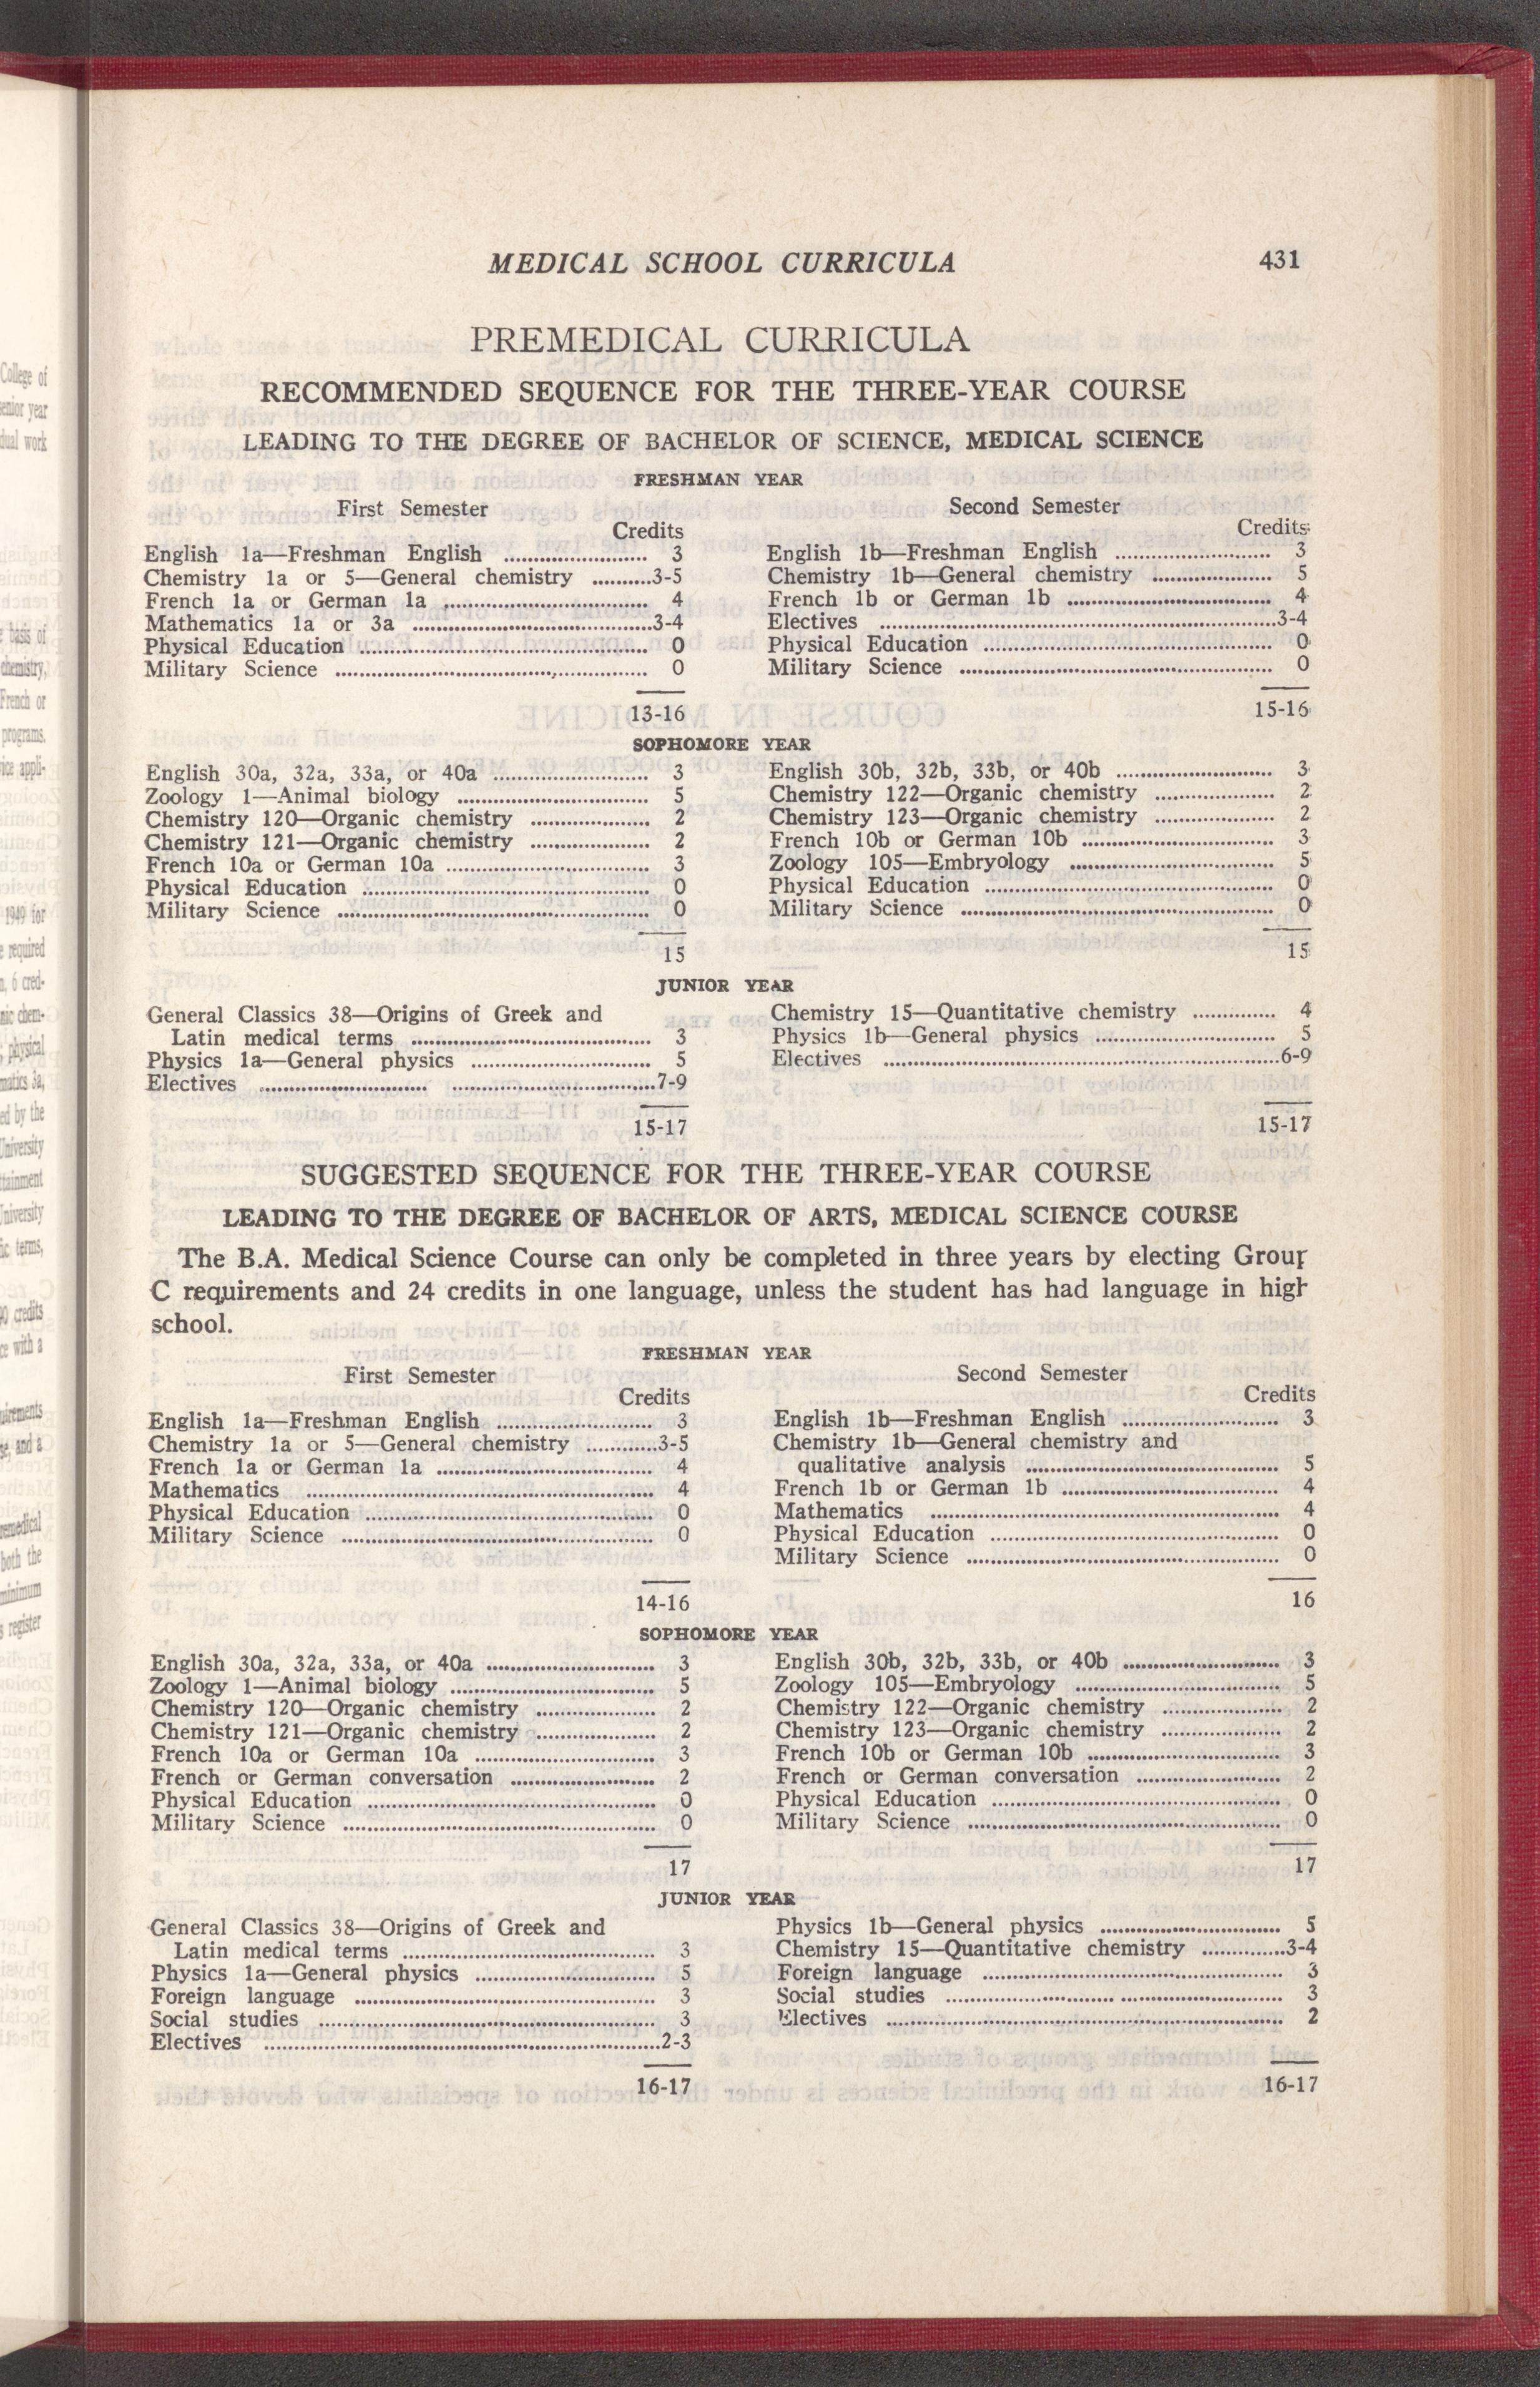 MEDICAL SCHOOL CURRICULA 431
PREMEDICAL CURRICULA
RECOMMENDED SEQUENCE FOR THE THREE-YEAR COURSE
LEADING TO THE DEGREE OF BACHELOR OF SCIENCE, MEDICAL SCIENCE
FRESHMAN YEAR
First Semester
Credits
English 1a—Freshman English 3
Chemistry 1a or 5—General chemistry 3-5
French 1a or German 1a 4
Mathematics 1a or 3a 3-4
Physical Education 0
Military Science 0
13-16
Second Semester
Credits
English 1b—Freshman English 3
Chemistry 1b—General chemistry 5
French 1b or German 1b 4
Electives 3-4
Physical Education 0
Military Science 0
15-16
SOPHOMORE YEAR
English 30a, 32a, 33a, or 40a 3
Zoology 1—Animal biology 5
Chemistry 120—Organic chemistry 2
Chemistry 121—Organic chemistry 2
French 10a or German 10a 3
Physical Education 0
Military Science 0
15
English 30b, 32b, 33b, or 40b 3
Chemistry 122—Organic chemistry 2
Chemistry 123—Organic chemistry 2
French 10b or German 10b 3
Zoology 105—Embryology 5
Physical Education 0
Military Science 0
15
JUNIOR YEAR
General Classics 38—Origins of Greek and
Latin medical terms 3
Physics 1a—General physics 5
Electives 7-9
15-17
Chemistry 15—Quantitative chemistry 4
Physics 1b—General physics 5
Electives 6-9
15-17
SUGGESTED SEQUENCE FOR THE THREE-YEAR COURSE
LEADING TO THE DEGREE OF BACHELOR OF ARTS, MEDICAL SCIENCE COURSE
The B.A. Medical Science Course can only be completed in three years by electing Group
C requirements and 24 credits in one language, unless the student has had language in high
school.
FRESHMAN YEAR
First Semester
Credits
English 1a—Freshman English 3
Chemistry 1a or 5—General chemistry 3-5
French 1a or German 1a 4
Mathematics 4
Physical Education 0
Military Science 0
14-16
Second Semester
Credits
English 1b—Freshman English 3
Chemistry 1b—General chemistry and
qualitative analysis 5
French 1b or German 1b 4
Mathematics 4
Physical Education 0
Military Science 0
16
SOPHOMORE YEAR
English 30a, 32a, 33a, or 40a 3
Zoology 1—Animal biology 5
Chemistry 120—Organic chemistry 2
Chemistry 121—Organic chemistry 2
French 10a or German 10a 3
French or German conversation 2
Physical Education 0
Military Science 0
17
English 30b, 32b, 33b, or 40b 3
Zoology 105—Embryology 5
Chemistry 122—Organic chemistry 2
Chemistry 123—Organic chemistry 2
French 10b or German 10b 3
French or German conversation 2
Physical Education 0
Military Science 0
17
JUNIOR YEAR
General Classics 38—Origins of Greek and
Latin medical terms 3
Physics 1a—General physics 5
Foreign language 3
Social studies 3
Electives 2-3
16-17
Physics 1b—General physics 5
Chemistry 15—Quantitative chemistry 3-4
Foreign language 3
Social studies 3
Electives 2
16-17